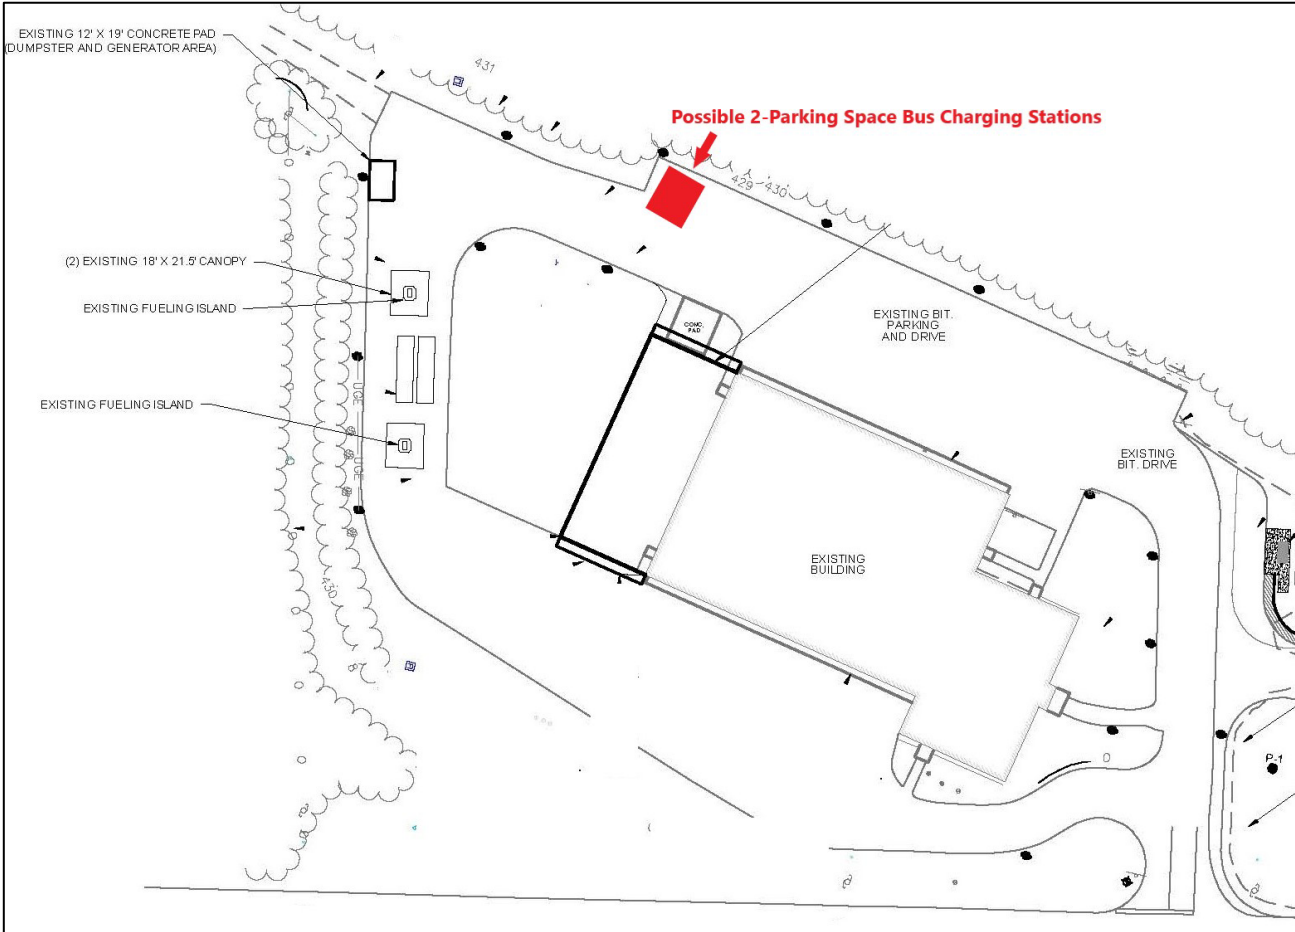 EXISTING 12' X 19' CONCRETE PAD
(DUMPSTER AND GENERATOR AREA)
431
Possible 2-Parking Space Bus Charging Stations
429
430
(2) EXISTING 18' X 21.5' CANOPY
EXISTING FUELING ISLAND
EXISTING BIT.
PARKING
AND DRIVE
CONC.
PAD
UGE
EXISTING FUELING ISLAND
UGE
EXISTING
BIT. DRIVE
EXISTING
BUILDING
430
P-1